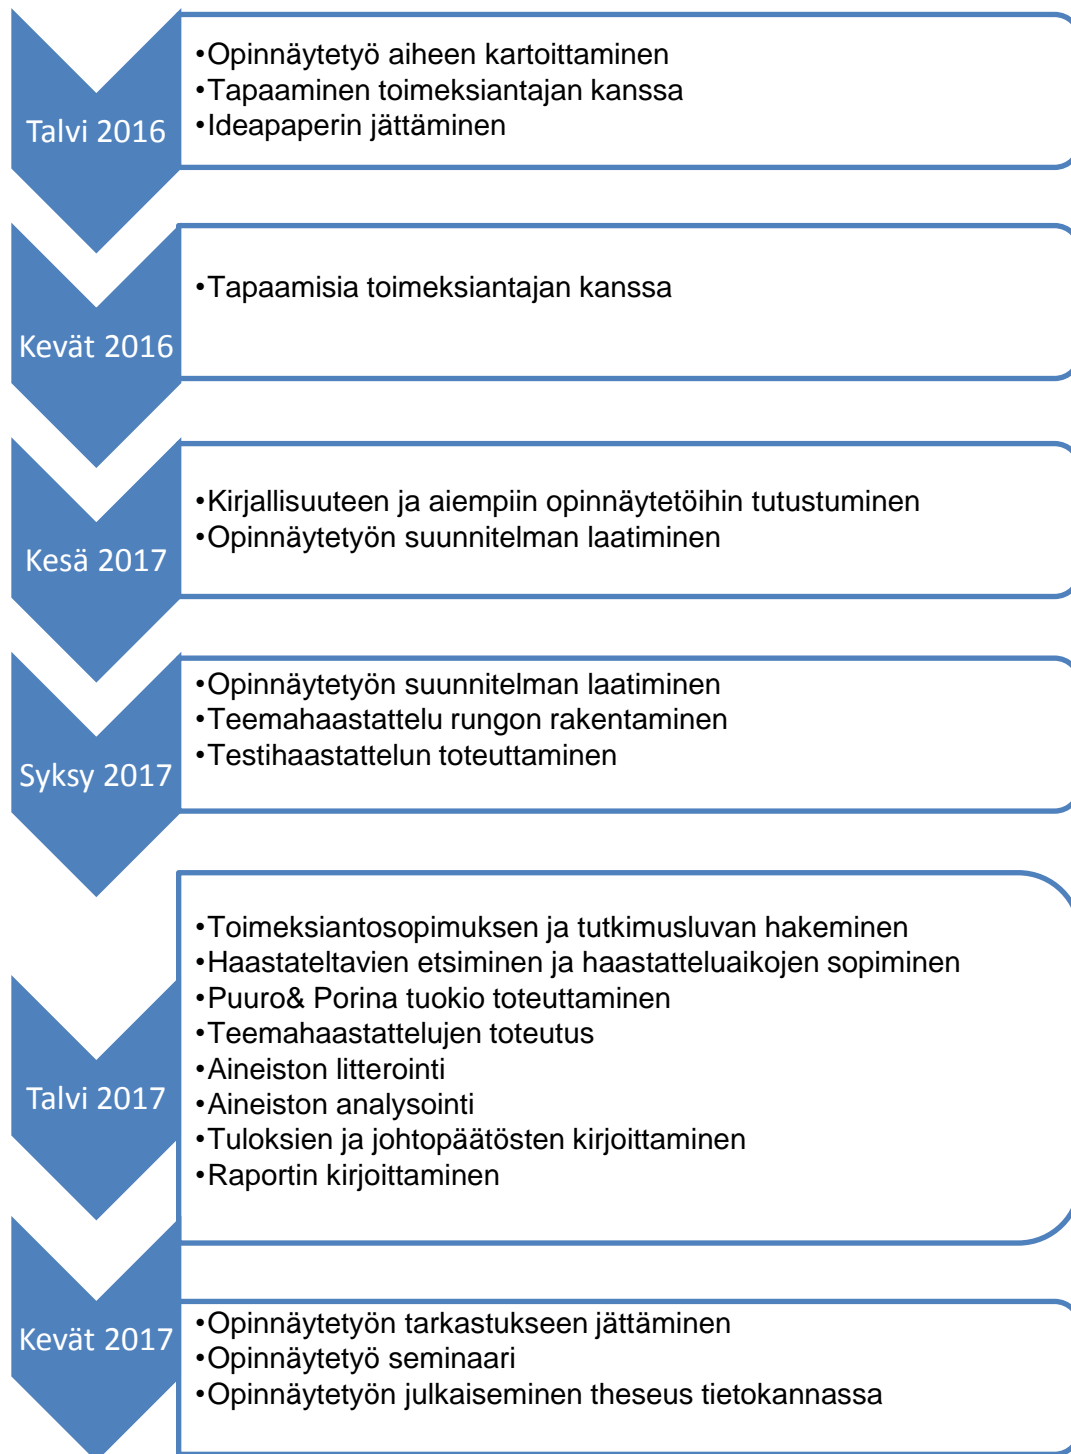 Talvi 2016
•Opinnäytetyö aiheen kartoittaminen
•Tapaaminen toimeksiantajan kanssa
•Ideapaperin jättäminen
Kevät 2016
•Tapaamisia toimeksiantajan kanssa
Kesä 2017
•Kirjallisuuteen ja aiempiin opinnäytetöihin tutustuminen
•Opinnäytetyön suunnitelman laatiminen
Syksy 2017
•Opinnäytetyön suunnitelman laatiminen
•Teemahaastattelu rungon rakentaminen
•Testihaastattelun toteuttaminen
Talvi 2017
•Toimeksiantosopimuksen ja tutkimusluvan hakeminen
•Haastateltavien etsiminen ja haastatteluaikojen sopiminen
•Puuro& Porina tuokio toteuttaminen
•Teemahaastattelujen toteutus
•Aineiston litterointi
•Aineiston analysointi
•Tuloksien ja johtopäätösten kirjoittaminen
•Raportin kirjoittaminen
Kevät 2017
•Opinnäytetyön tarkastukseen jättäminen
•Opinnäytetyö seminaari
•Opinnäytetyön julkaiseminen theseus tietokannassa